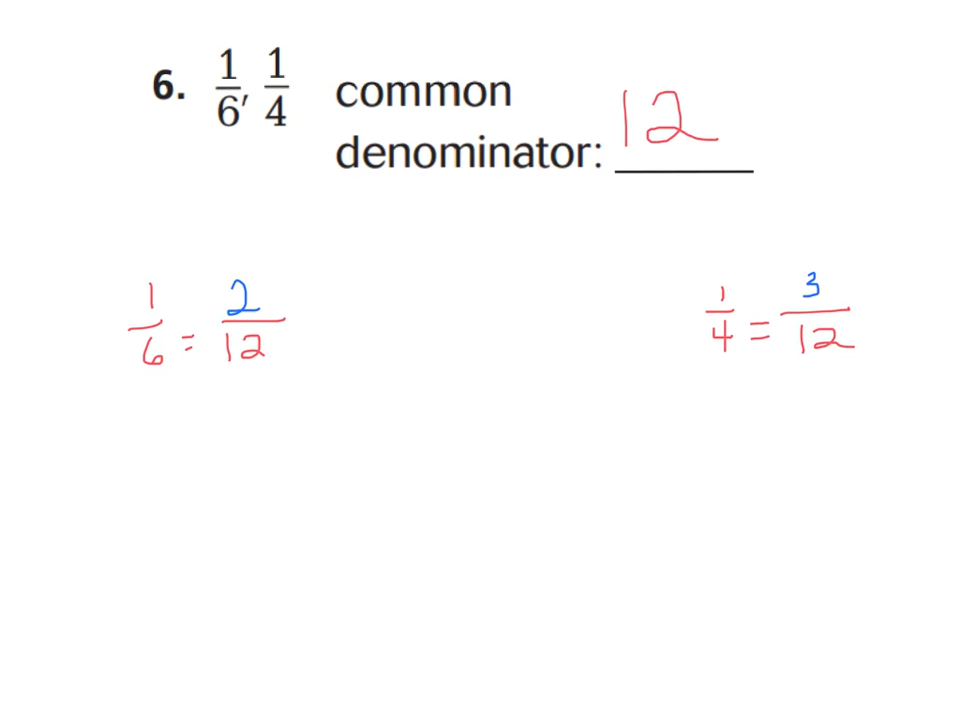 6. 1/6, 1/4 common
denominator: 12
1/6 = 2/12
1/4 = 3/12